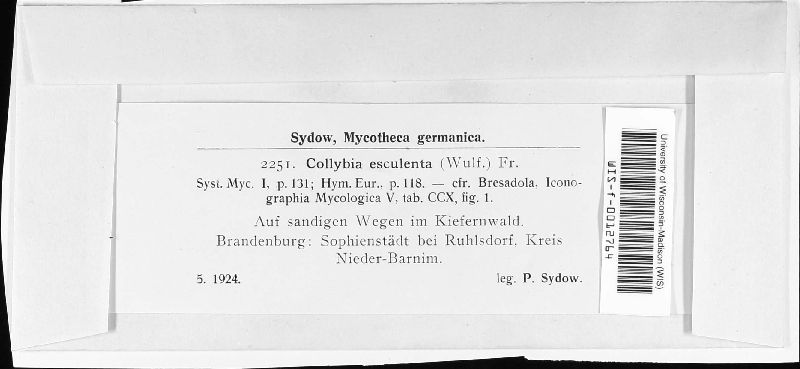 Sydow, Mycotheca germanica.
2251. Collybia esculenta (Wulf.) Fr.
Syst. Myc. I, p. 131; Hym. Eur., p. 118. — cfr. Bresadola, Icono-
graphia Mycologica V, tab. CCX, fig. 1.
Auf sandigen Wegen im Kiefernwald.
Brandenburg: Sophienstädt bei Ruhlsdorf, Kreis
Nieder-Barnim.
5. 1924. leg. P. Sydow.
University of Wisconsin-Madison (WIS)
WIS-f-0012764